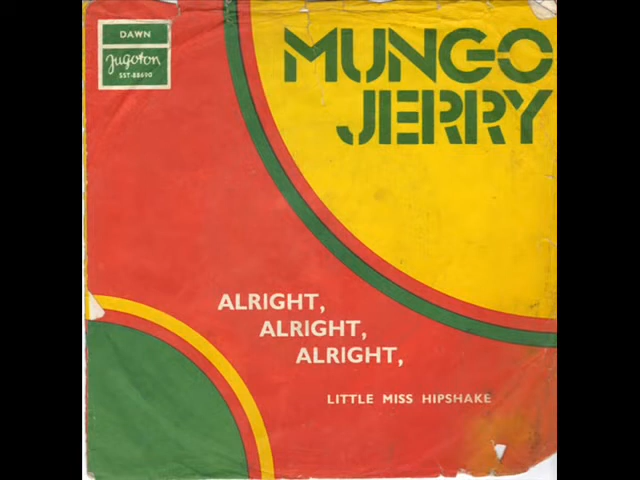 DAWN
Jugoton
SST-88690
MUNGO
JERRY
ALRIGHT,
ALRIGHT,
ALRIGHT,
LITTLE MISS HIPSHAKE